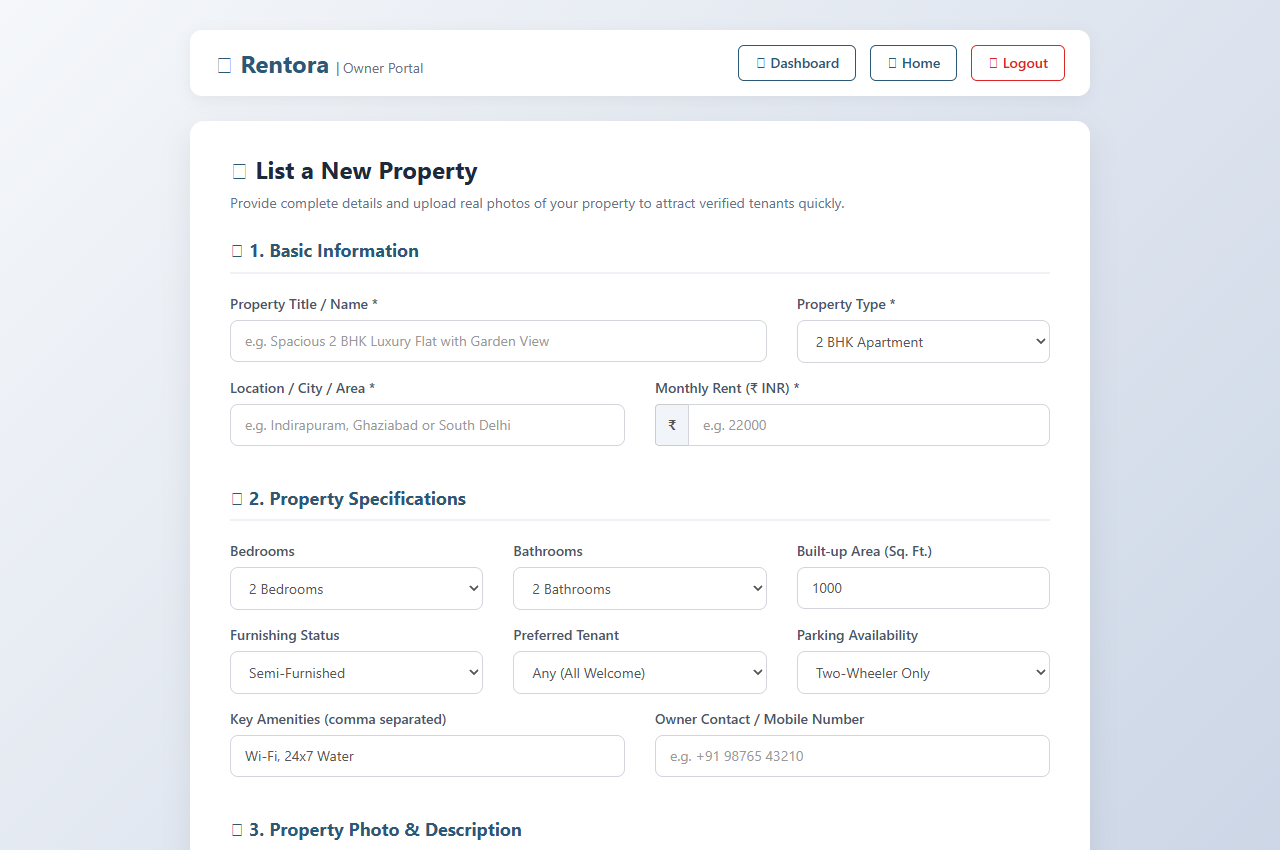 Rentora | Owner Portal
Dashboard
Home
Logout
List a New Property
Provide complete details and upload real photos of your property to attract verified tenants quickly.
1. Basic Information
Property Title / Name *
Property Type *
e.g. Spacious 2 BHK Luxury Flat with Garden View
2 BHK Apartment
Location / City / Area *
Monthly Rent (₹ INR) *
e.g. Indirapuram, Ghaziabad or South Delhi
₹
e.g. 22000
2. Property Specifications
Bedrooms
Bathrooms
Built-up Area (Sq. Ft.)
2 Bedrooms
2 Bathrooms
1000
Furnishing Status
Preferred Tenant
Parking Availability
Semi-Furnished
Any (All Welcome)
Two-Wheeler Only
Key Amenities (comma separated)
Owner Contact / Mobile Number
Wi-Fi, 24x7 Water
e.g. +91 98765 43210
3. Property Photo & Description